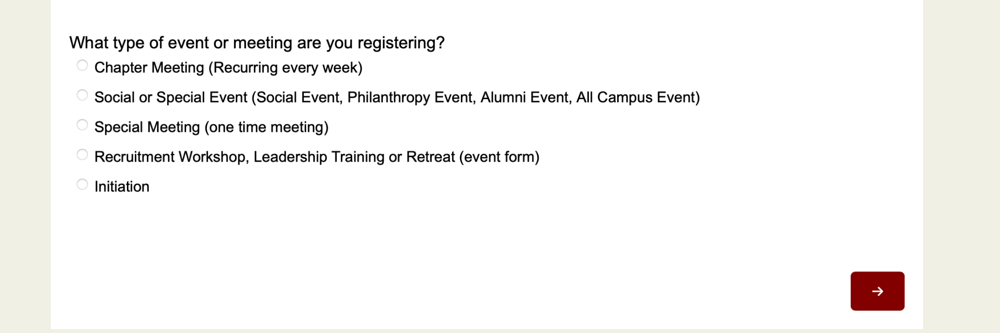 What type of event or meeting are you registering?
Chapter Meeting (Recurring every week)
Social or Special Event (Social Event, Philanthropy Event, Alumni Event, All Campus Event)
Special Meeting (one time meeting)
Recruitment Workshop, Leadership Training or Retreat (event form)
Initiation